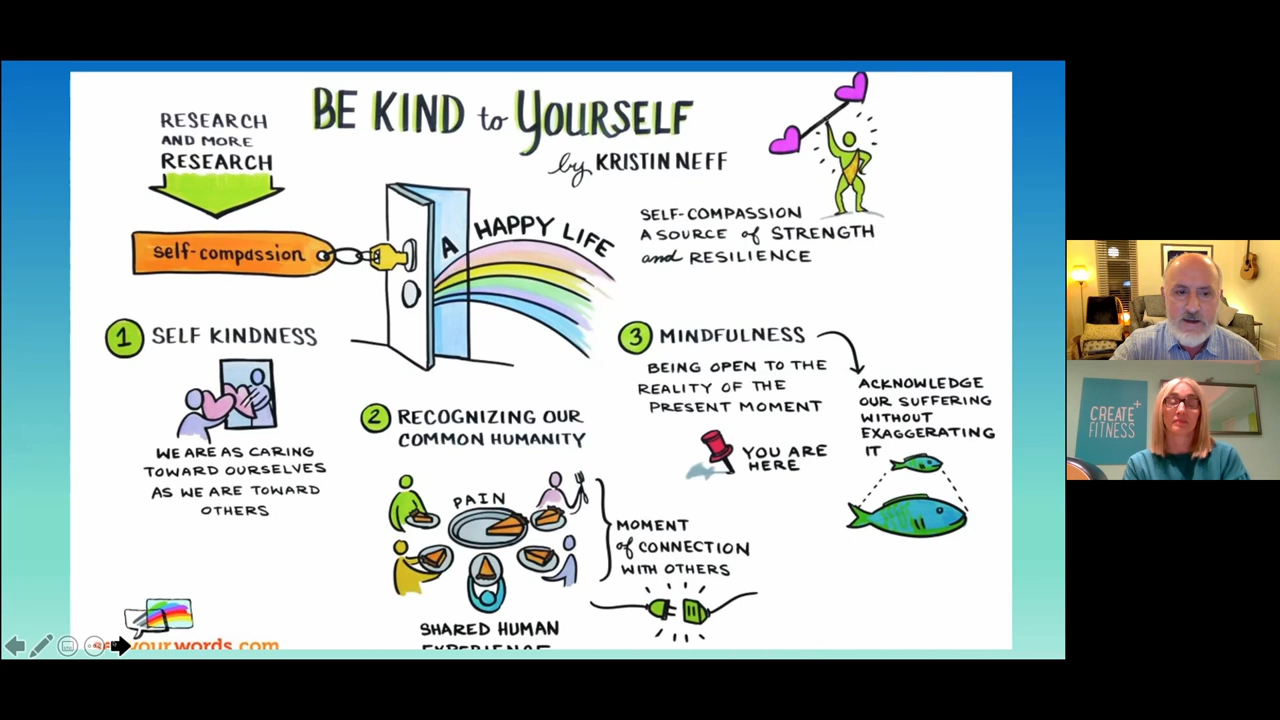 BE KIND to YOURSELF
by KRISTIN NEFF
RESEARCH
AND MORE
RESEARCH
self-compassion
A HAPPY LIFE
SELF-COMPASSION
A SOURCE of STRENGTH
and RESILIENCE
1 SELF KINDNESS
WE ARE AS CARING
TOWARD OURSELVES
AS WE ARE TOWARD
OTHERS
2 RECOGNIZING OUR
COMMON HUMANITY
PAIN
MOMENT
of CONNECTION
WITH OTHERS
SHARED HUMAN
EXPERIENCE
3 MINDFULNESS
BEING OPEN TO THE
REALITY OF THE
PRESENT MOMENT
YOU ARE
HERE
ACKNOWLEDGE
OUR SUFFERING
WITHOUT
EXAGGERATING
IT
yourwords.com
CREATE+
FITNESS